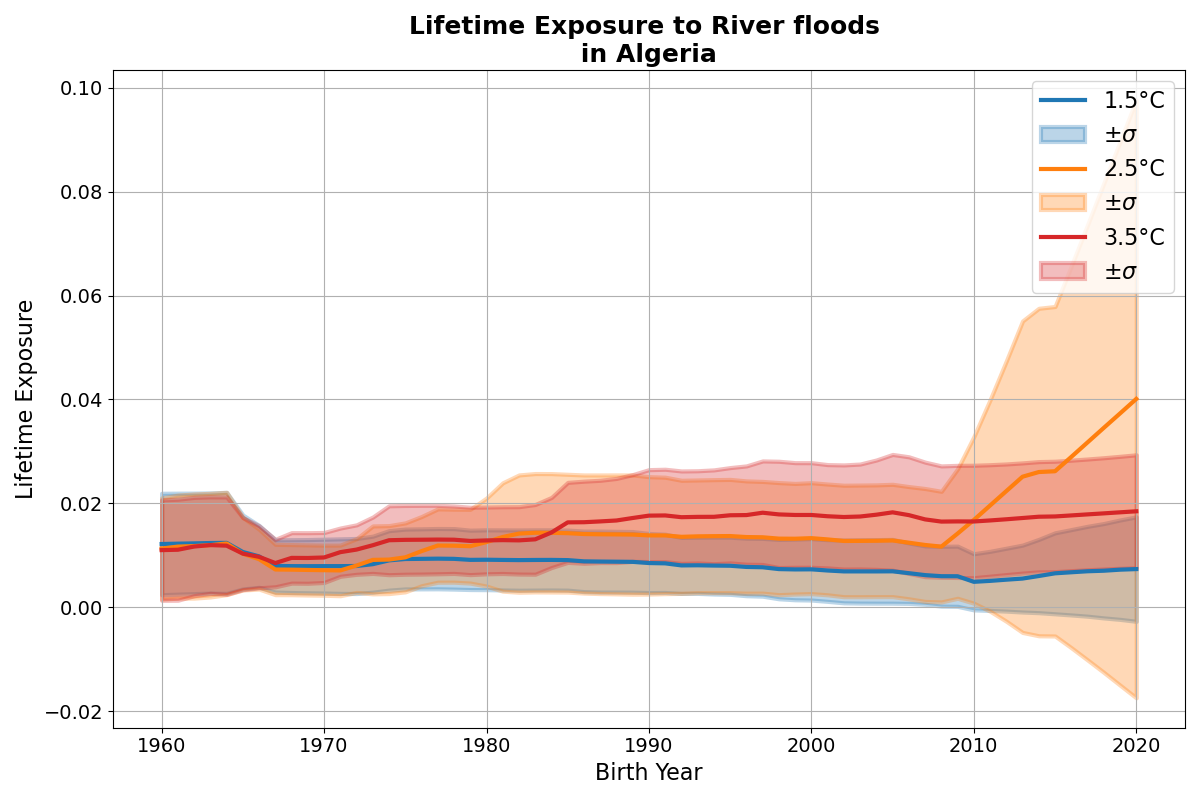 Lifetime Exposure to River floods
in Algeria
0.10
0.08
0.06
0.04
0.02
0.00
−0.02
Lifetime Exposure
1.5°C
±σ
2.5°C
±σ
3.5°C
±σ
1960
1970
1980
1990
2000
2010
2020
Birth Year